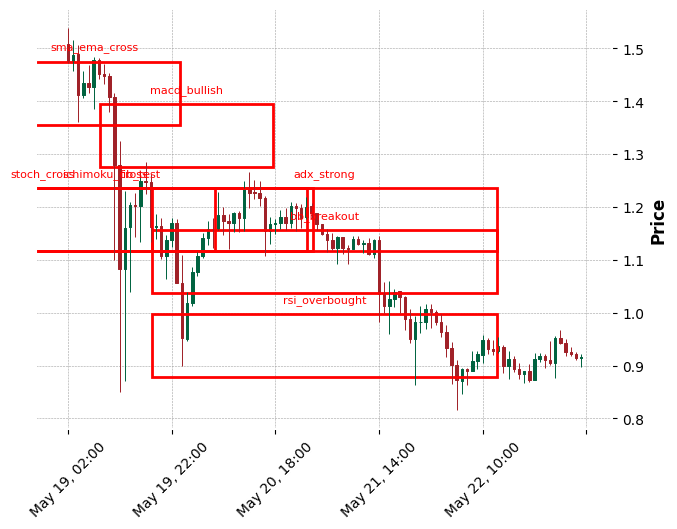 sma_ema_cross
macd_bullish
stoch_cross
adx_strong
rsi_overbought
1.5
1.4
1.3
1.2
1.1
1.0
0.9
0.8
Price
May 19, 02:00
May 19, 22:00
May 20, 18:00
May 21, 14:00
May 22, 10:00